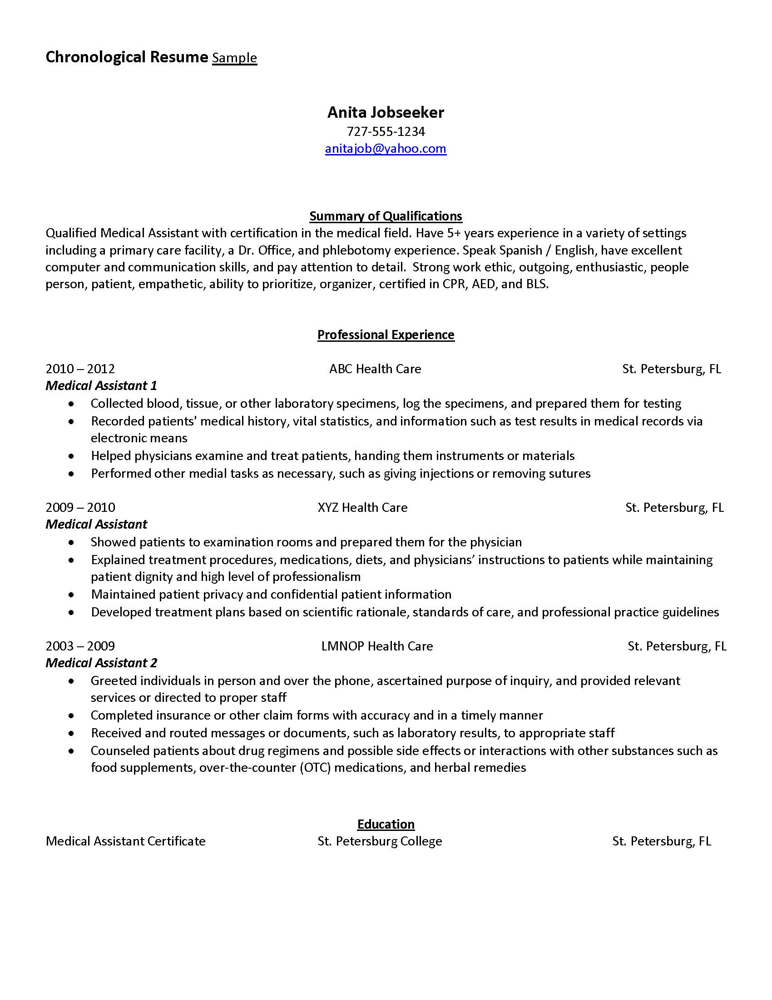 Chronological Resume Sample
Anita Jobseeker
727-555-1234
anitajob@yahoo.com
Summary of Qualifications
Qualified Medical Assistant with certification in the medical field. Have 5+ years experience in a variety of settings
including a primary care facility, a Dr. Office, and phlebotomy experience. Speak Spanish / English, have excellent
computer and communication skills, and pay attention to detail.  Strong work ethic, outgoing, enthusiastic, people
person, patient, empathetic, ability to prioritize, organizer, certified in CPR, AED, and BLS.
Professional Experience
2010 – 2012 ABC Health Care St. Petersburg, FL
Medical Assistant 1
• Collected blood, tissue, or other laboratory specimens, log the specimens, and prepared them for testing
• Recorded patients' medical history, vital statistics, and information such as test results in medical records via
electronic means
• Helped physicians examine and treat patients, handing them instruments or materials
• Performed other medial tasks as necessary, such as giving injections or removing sutures
2009 – 2010 XYZ Health Care St. Petersburg, FL
Medical Assistant
• Showed patients to examination rooms and prepared them for the physician
• Explained treatment procedures, medications, diets, and physicians’ instructions to patients while maintaining
patient dignity and high level of professionalism
• Maintained patient privacy and confidential patient information
• Developed treatment plans based on scientific rationale, standards of care, and professional practice guidelines
2003 – 2009 LMNOP Health Care St. Petersburg, FL
Medical Assistant 2
• Greeted individuals in person and over the phone, ascertained purpose of inquiry, and provided relevant
services or directed to proper staff
• Completed insurance or other claim forms with accuracy and in a timely manner
• Received and routed messages or documents, such as laboratory results, to appropriate staff
• Counseled patients about drug regimens and possible side effects or interactions with other substances such as
food supplements, over-the-counter (OTC) medications, and herbal remedies
Education
Medical Assistant Certificate St. Petersburg College St. Petersburg, FL